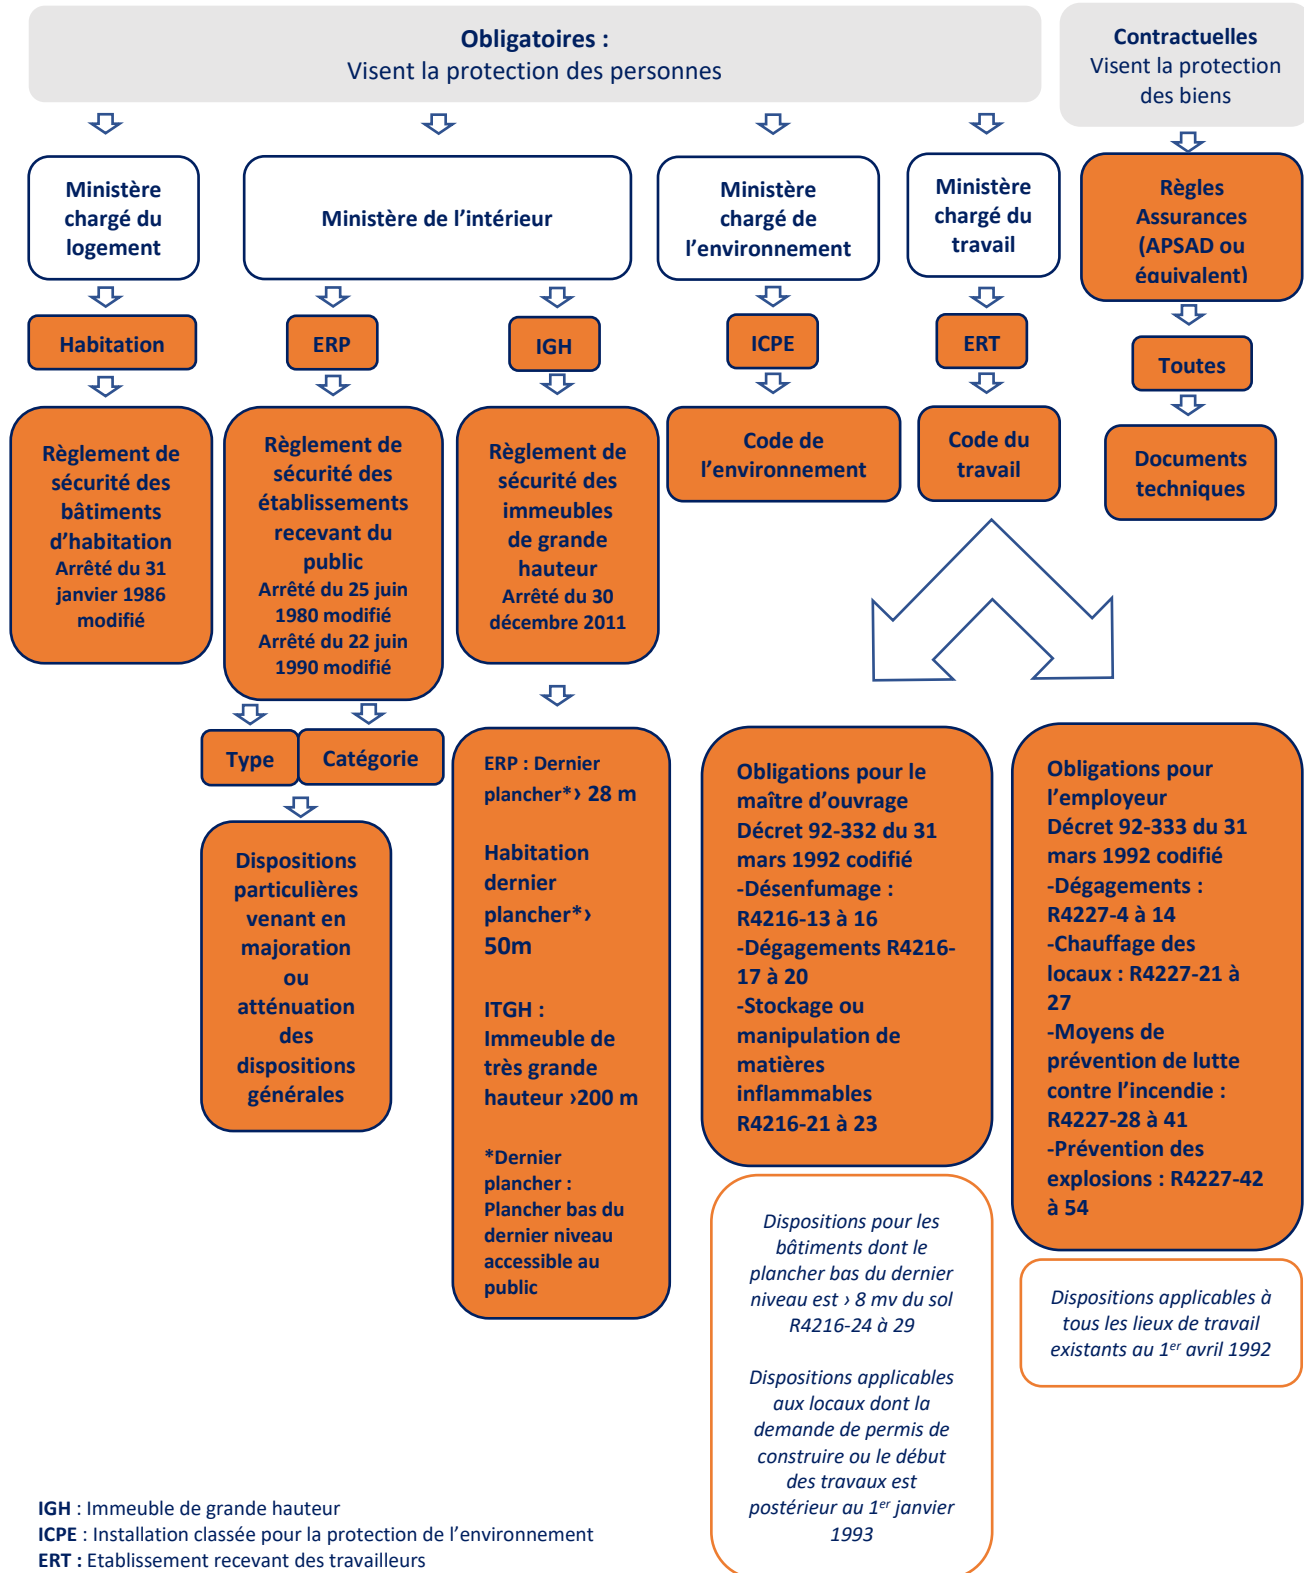 Obligatoires :
Visent la protection des personnes
Contractuelles
Visent la protection
des biens
Ministère
chargé du
logement
Ministère de l’intérieur
Ministère
chargé de
l’environnement
Ministère
chargé du
travail
Règles
Assurances
(APSAD ou
équivalent)
Habitation
ERP
IGH
ICPE
ERT
Toutes
Règlement de
sécurité des
bâtiments
d’habitation
Arrêté du 31
janvier 1986
modifié
Règlement de
sécurité des
établissements
recevant du
public
Arrêté du 25 juin
1980 modifié
Arrêté du 22 juin
1990 modifié
Règlement de
sécurité des
immeubles
de grande
hauteur
Arrêté du 30
décembre 2011
Code de
l’environnement
Code du
travail
Documents
techniques
Type
Catégorie
Dispositions
particulières
venant en
majoration
ou
atténuation
des
dispositions
générales
ERP : Dernier
plancher*› 28 m
Habitation
dernier
plancher*›
50m
ITGH :
Immeuble de
très grande
hauteur ›200 m
*Dernier
plancher :
Plancher bas du
dernier niveau
accessible au
public
Obligations pour le
maître d’ouvrage
Décret 92-332 du 31
mars 1992 codifié
-Désenfumage :
R4216-13 à 16
-Dégagements R4216-
17 à 20
-Stockage ou
manipulation de
matières
inflammables
R4216-21 à 23
Dispositions pour les
bâtiments dont le
plancher bas du dernier
niveau est › 8 mv du sol
R4216-24 à 29
Dispositions applicables
aux locaux dont la
demande de permis de
construire ou le début
des travaux est
postérieur au 1er janvier
1993
Obligations pour
l’employeur
Décret 92-333 du 31
mars 1992 codifié
-Dégagements :
R4227-4 à 14
-Chauffage des
locaux : R4227-21 à
27
-Moyens de
prévention de lutte
contre l’incendie :
R4227-28 à 41
-Prévention des
explosions : R4227-42
à 54
Dispositions applicables à
tous les lieux de travail
existants au 1er avril 1992
IGH : Immeuble de grande hauteur
ICPE : Installation classée pour la protection de l’environnement
ERT : Etablissement recevant des travailleurs